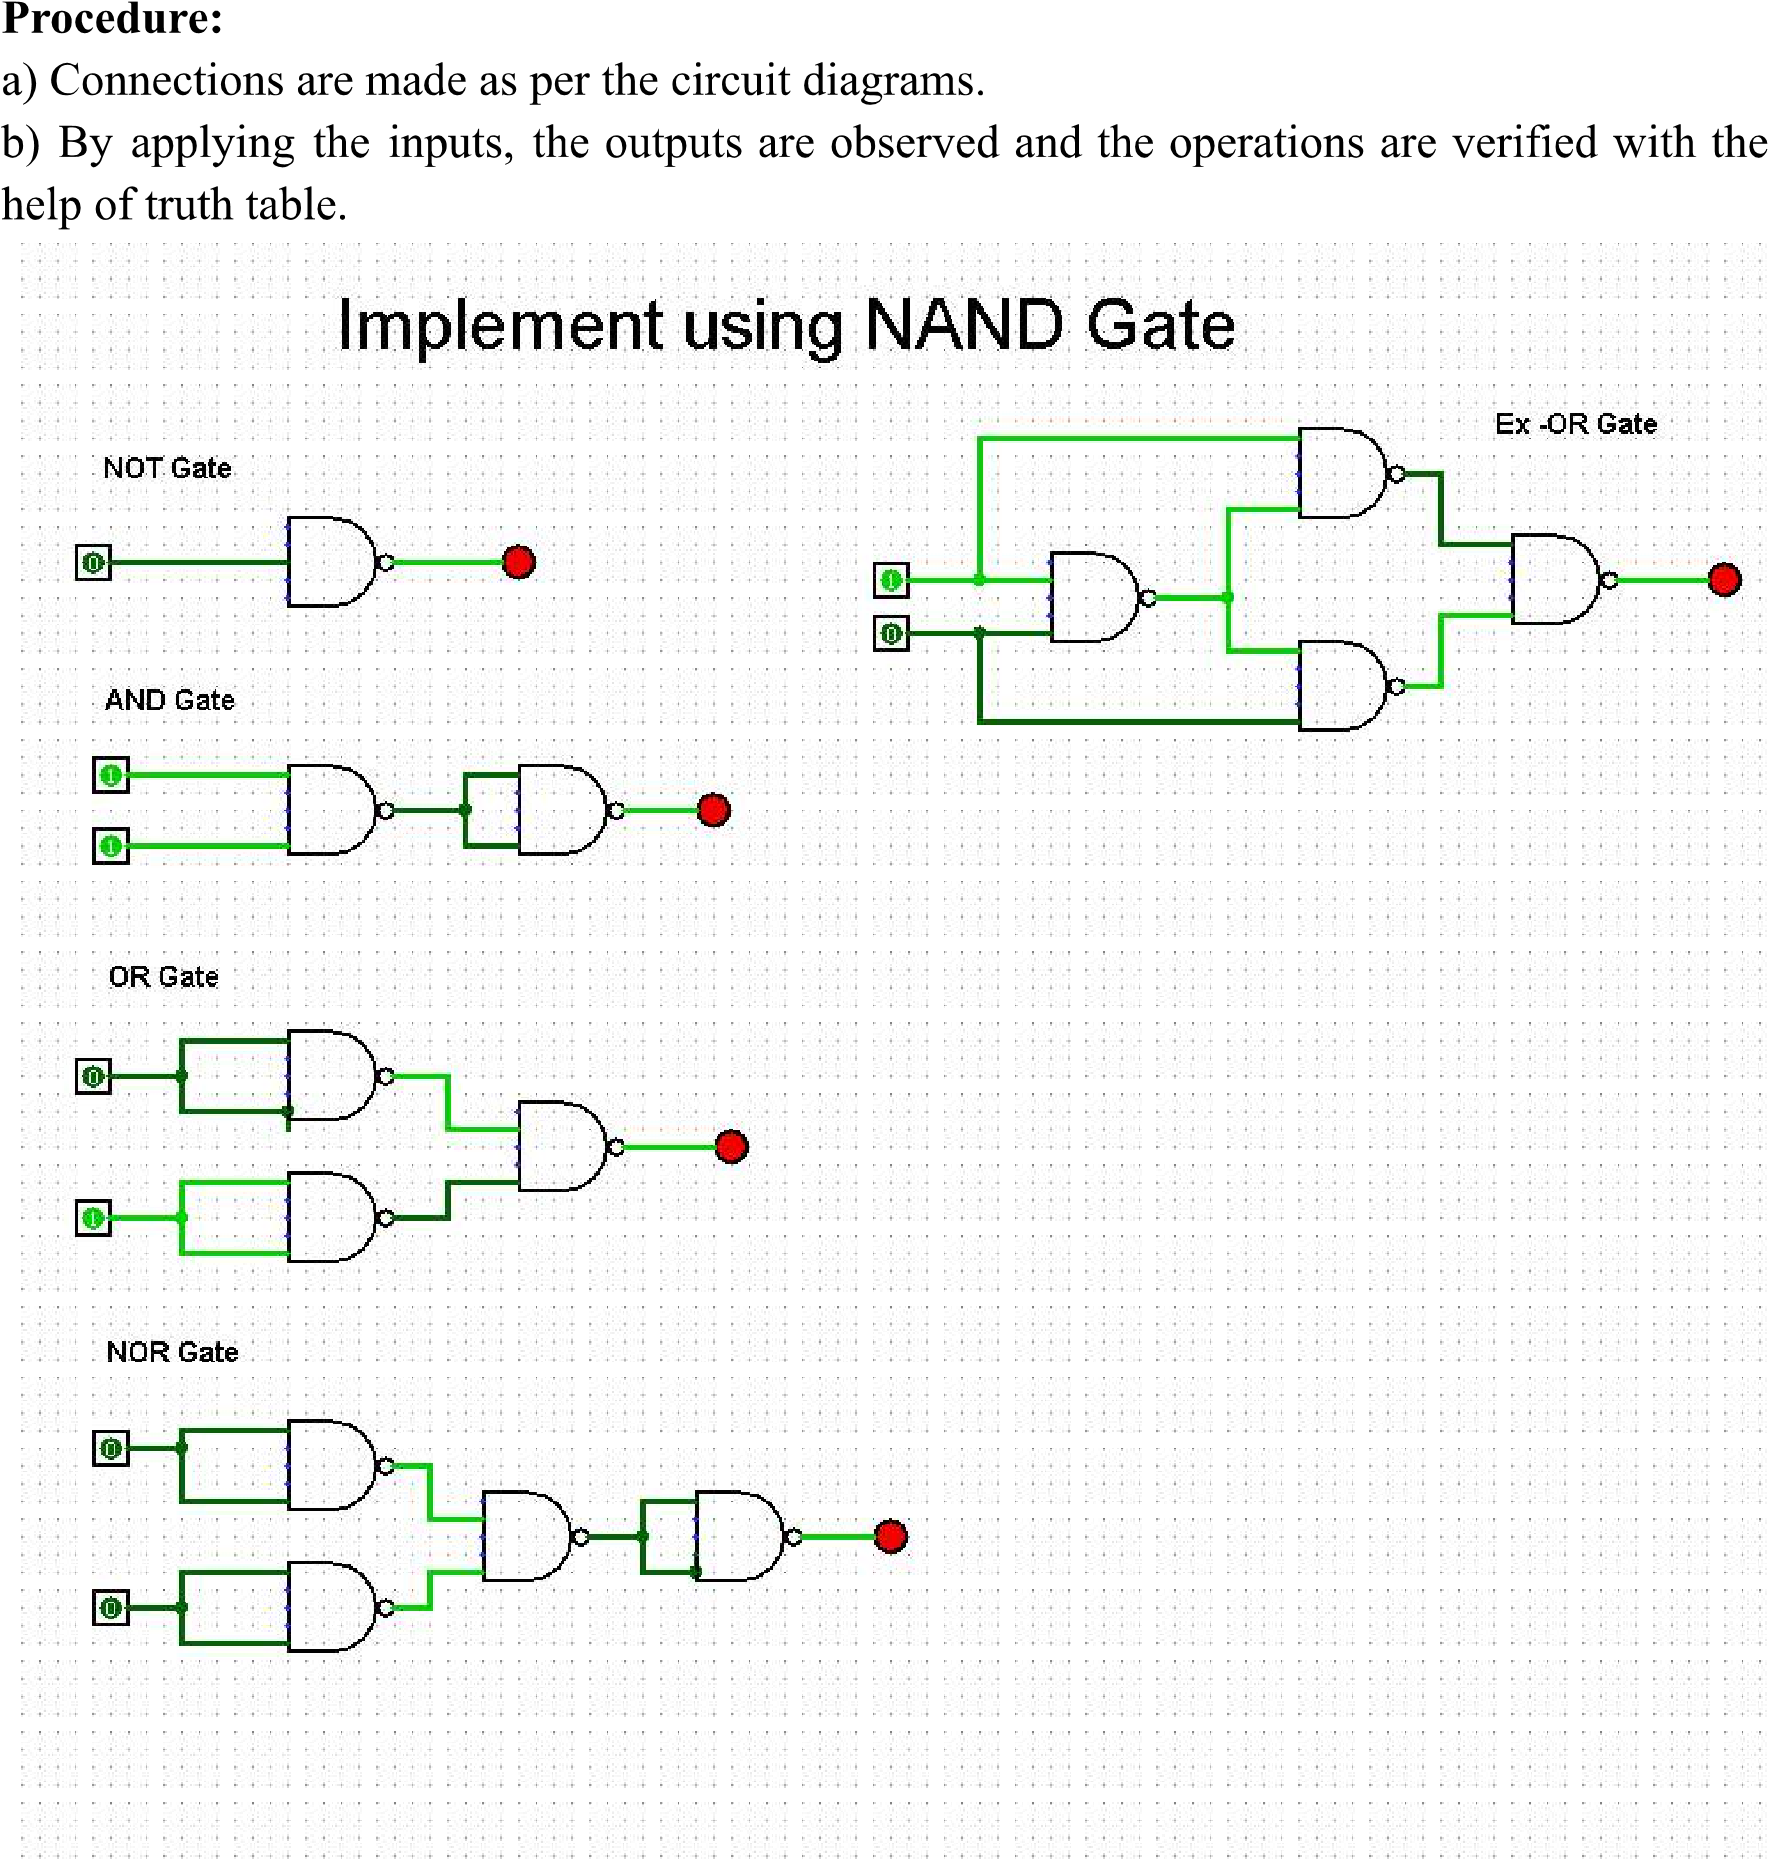 Procedure:
a) Connections are made as per the circuit diagrams.
b) By applying the inputs, the outputs are observed and the operations are verified with the
help of truth table.
Implement using NAND Gate
NOT Gate
0
AND Gate
1
1
OR Gate
0
1
NOR Gate
0
0
Ex -OR Gate
1
0